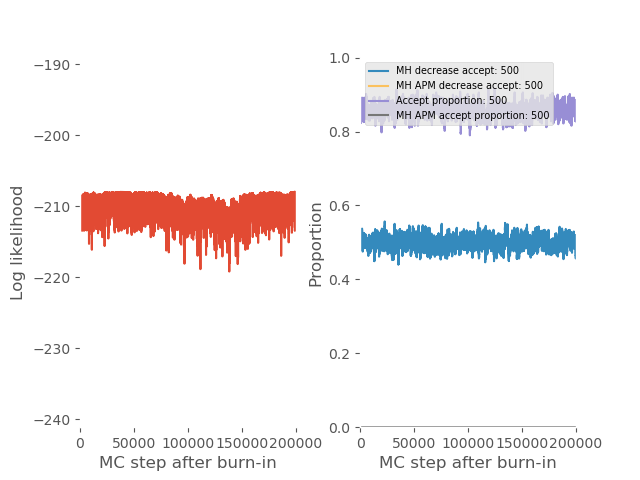 −190
−200
−210
−220
−230
−240
Log likelihood
0
50000
100000
150000
200000
MC step after burn-in
1.0
0.8
0.6
0.4
0.2
0.0
Proportion
MH decrease accept: 500
MH APM decrease accept: 500
Accept proportion: 500
MH APM accept proportion: 500
0
50000
100000
150000
200000
MC step after burn-in